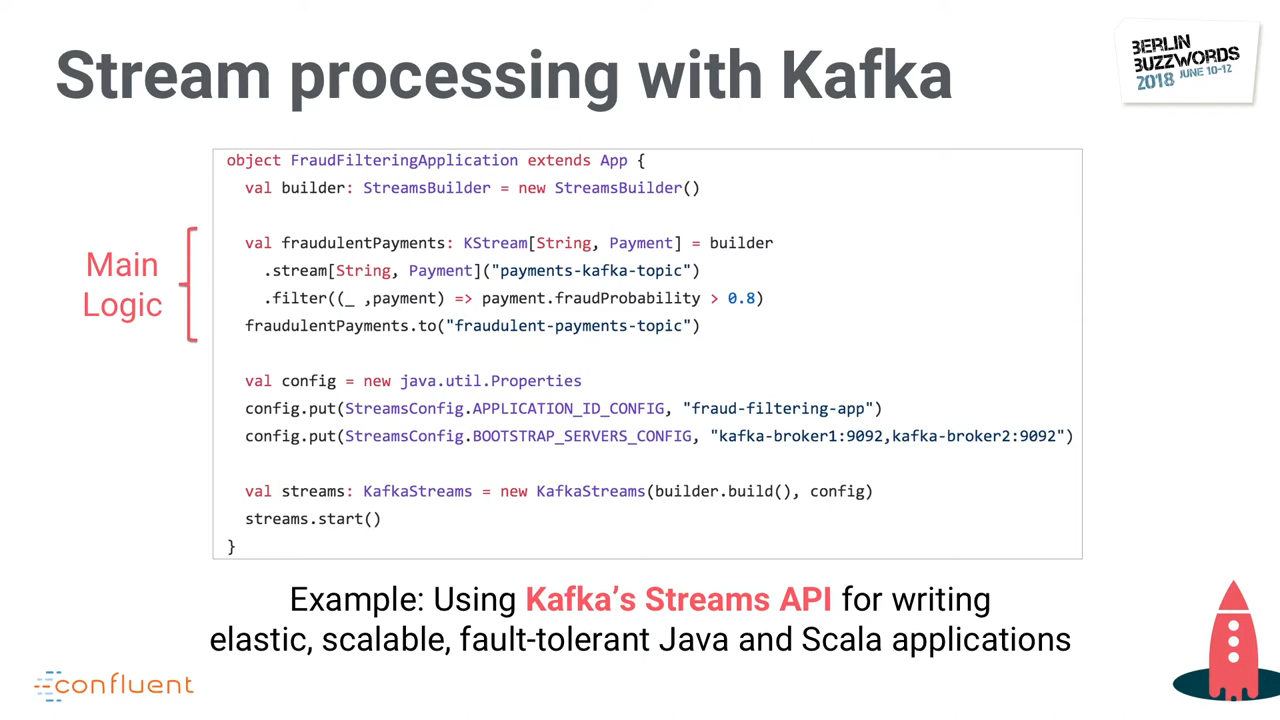 Stream processing with Kafka
BERLIN
BUZZWORDS
2018 JUNE 10-12
object FraudFilteringApplication extends App {
val builder: StreamsBuilder = new StreamsBuilder()
val fraudulentPayments: KStream[String, Payment] = builder
.stream[String, Payment]("payments-kafka-topic")
.filter((_ ,payment) => payment.fraudProbability > 0.8)
fraudulentPayments.to("fraudulent-payments-topic")
Main
Logic
val config = new java.util.Properties
config.put(StreamsConfig.APPLICATION_ID_CONFIG, "fraud-filtering-app")
config.put(StreamsConfig.BOOTSTRAP_SERVERS_CONFIG, "kafka-broker1:9092,kafka-broker2:9092")
val streams: KafkaStreams = new KafkaStreams(builder.build(), config)
streams.start()
}
Example: Using Kafka's Streams API for writing
elastic, scalable, fault-tolerant Java and Scala applications
confluent